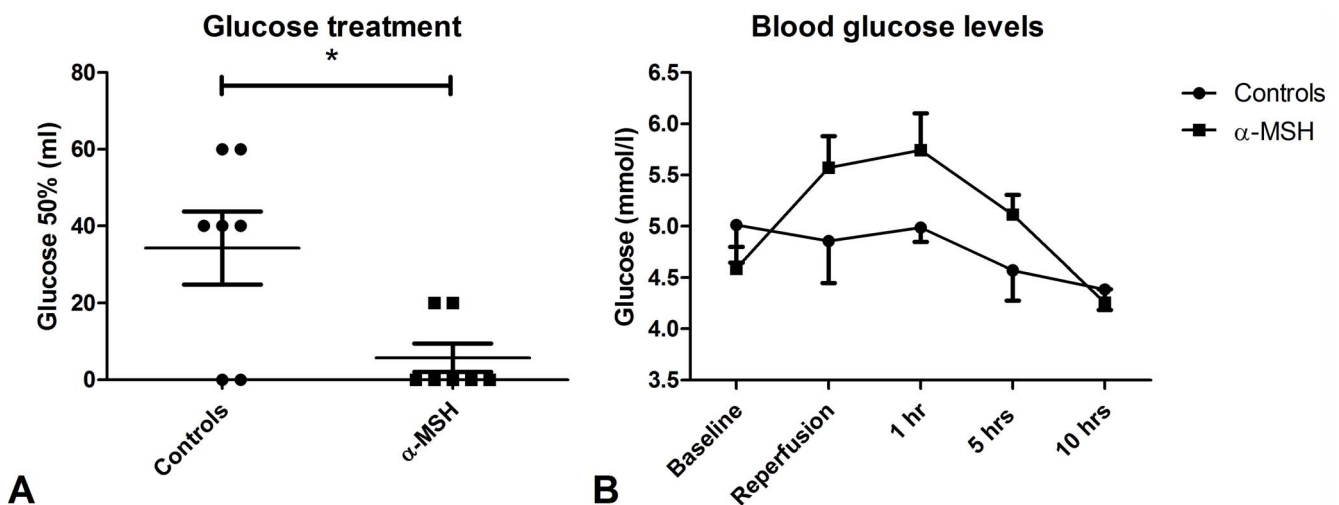 Glucose treatment
*
80
60
40
20
0
Glucose 50% (ml)
Controls
α-MSH
A
Blood glucose levels
6.5
6.0
5.5
5.0
4.5
4.0
3.5
Glucose (mmol/l)
Baseline
Reperfusion
1 hr
5 hrs
10 hrs
Controls
α-MSH
B